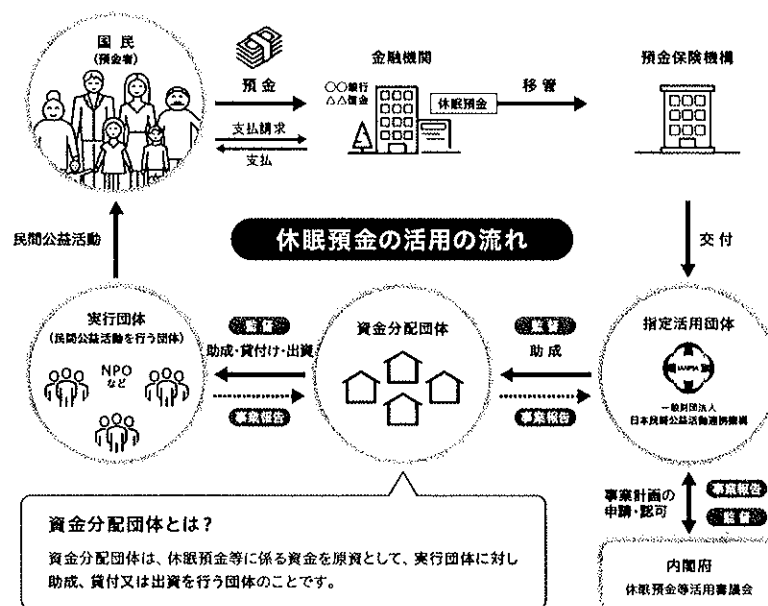 国民
(預金者)
預金
支払請求
支払
金融機関
○○銀行
△△信金
休眠預金
移管
預金保険機構
民間公益活動
休眠預金の活用の流れ
交付
実行団体
(民間公益活動を行う団体)
NPO
など
監督
助成・貸付け・出資
事業報告
資金分配団体
監督
助成
事業報告
指定活用団体
JANPIA
一般財団法人
日本民間公益活動連携機構
事業計画の
申請・認可
事業報告
監督
内閣府
休眠預金等活用審議会
資金分配団体とは?
資金分配団体は、休眠預金等に係る資金を原資として、実行団体に対し
助成、貸付又は出資を行う団体のことです。